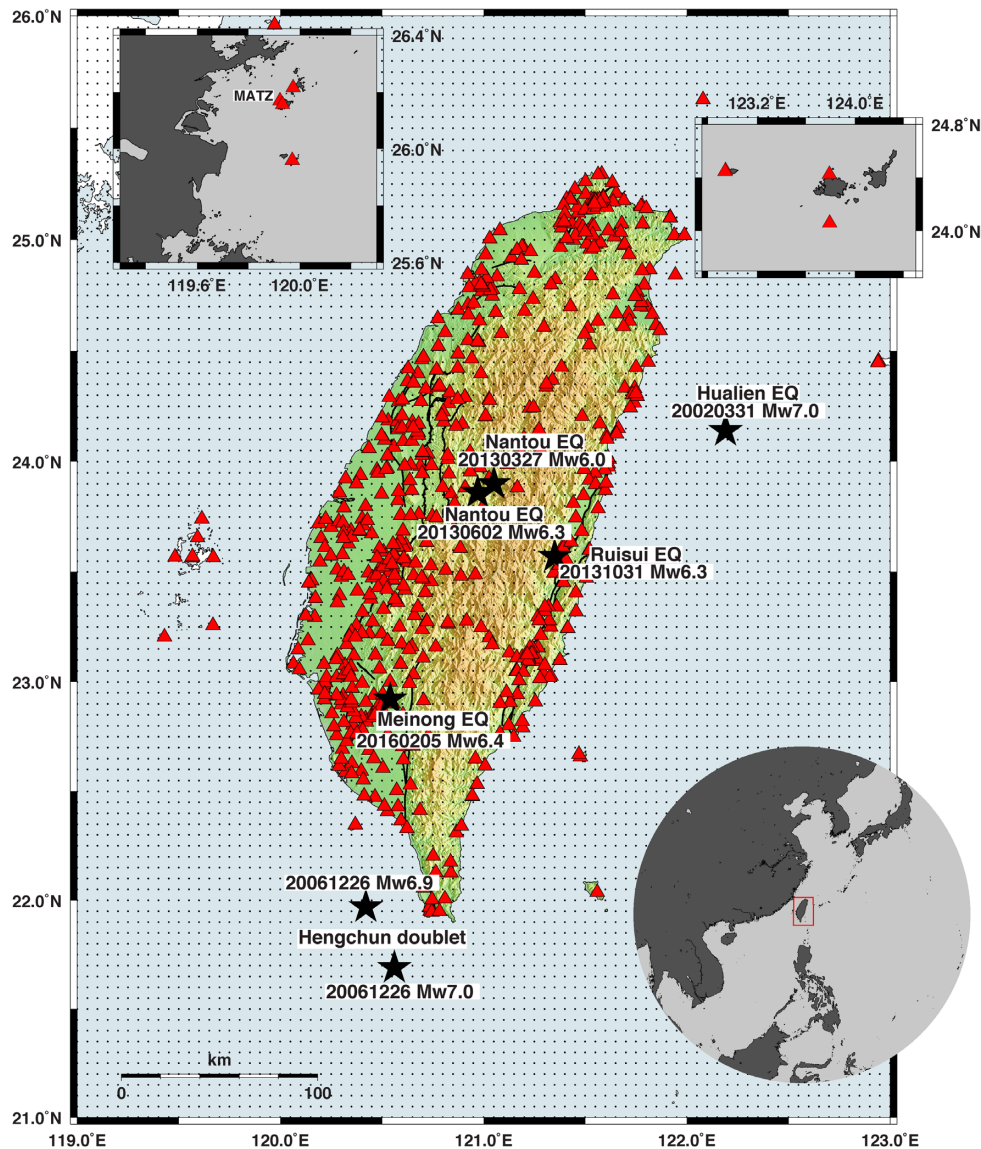 26.0°N
26.4°N
MATZ
26.0°N
25.6°N
119.6°E
120.0°E
123.2°E
124.0°E
24.8°N
24.0°N
25.0°N
Hualien EQ
20020331 Mw7.0
24.0°N
Nantou EQ
20130327 Mw6.0
Nantou EQ
20130602 Mw6.3
Ruisui EQ
20131031 Mw6.3
23.0°N
Meinong EQ
20160205 Mw6.4
22.0°N
20061226 Mw6.9
Hengchun doublet
20061226 Mw7.0
km
0
100
21.0°N
119.0°E
120.0°E
121.0°E
122.0°E
123.0°E